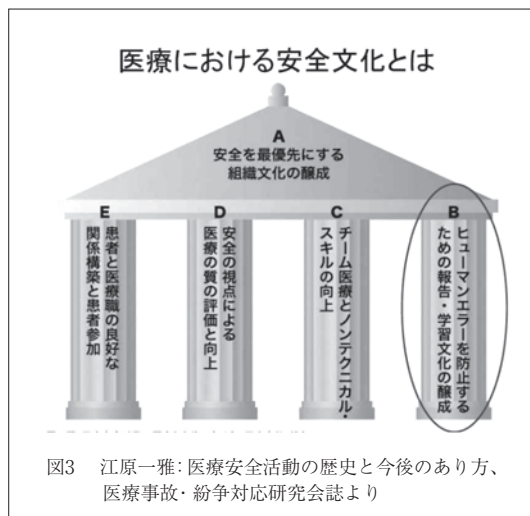 医療における安全文化とは
A
安全を最優先にする
組織文化の醸成
B
ヒューマンエラーを防止する
ための報告・学習文化の醸成
C
チーム医療とノンテクニカル・
スキルの向上
D
安全の視点による
医療の質の評価と向上
E
患者と医療職の良好な
関係構築と患者参加
図3 江原一雅:医療安全活動の歴史と今後のあり方、
医療事故・紛争対応研究会誌より